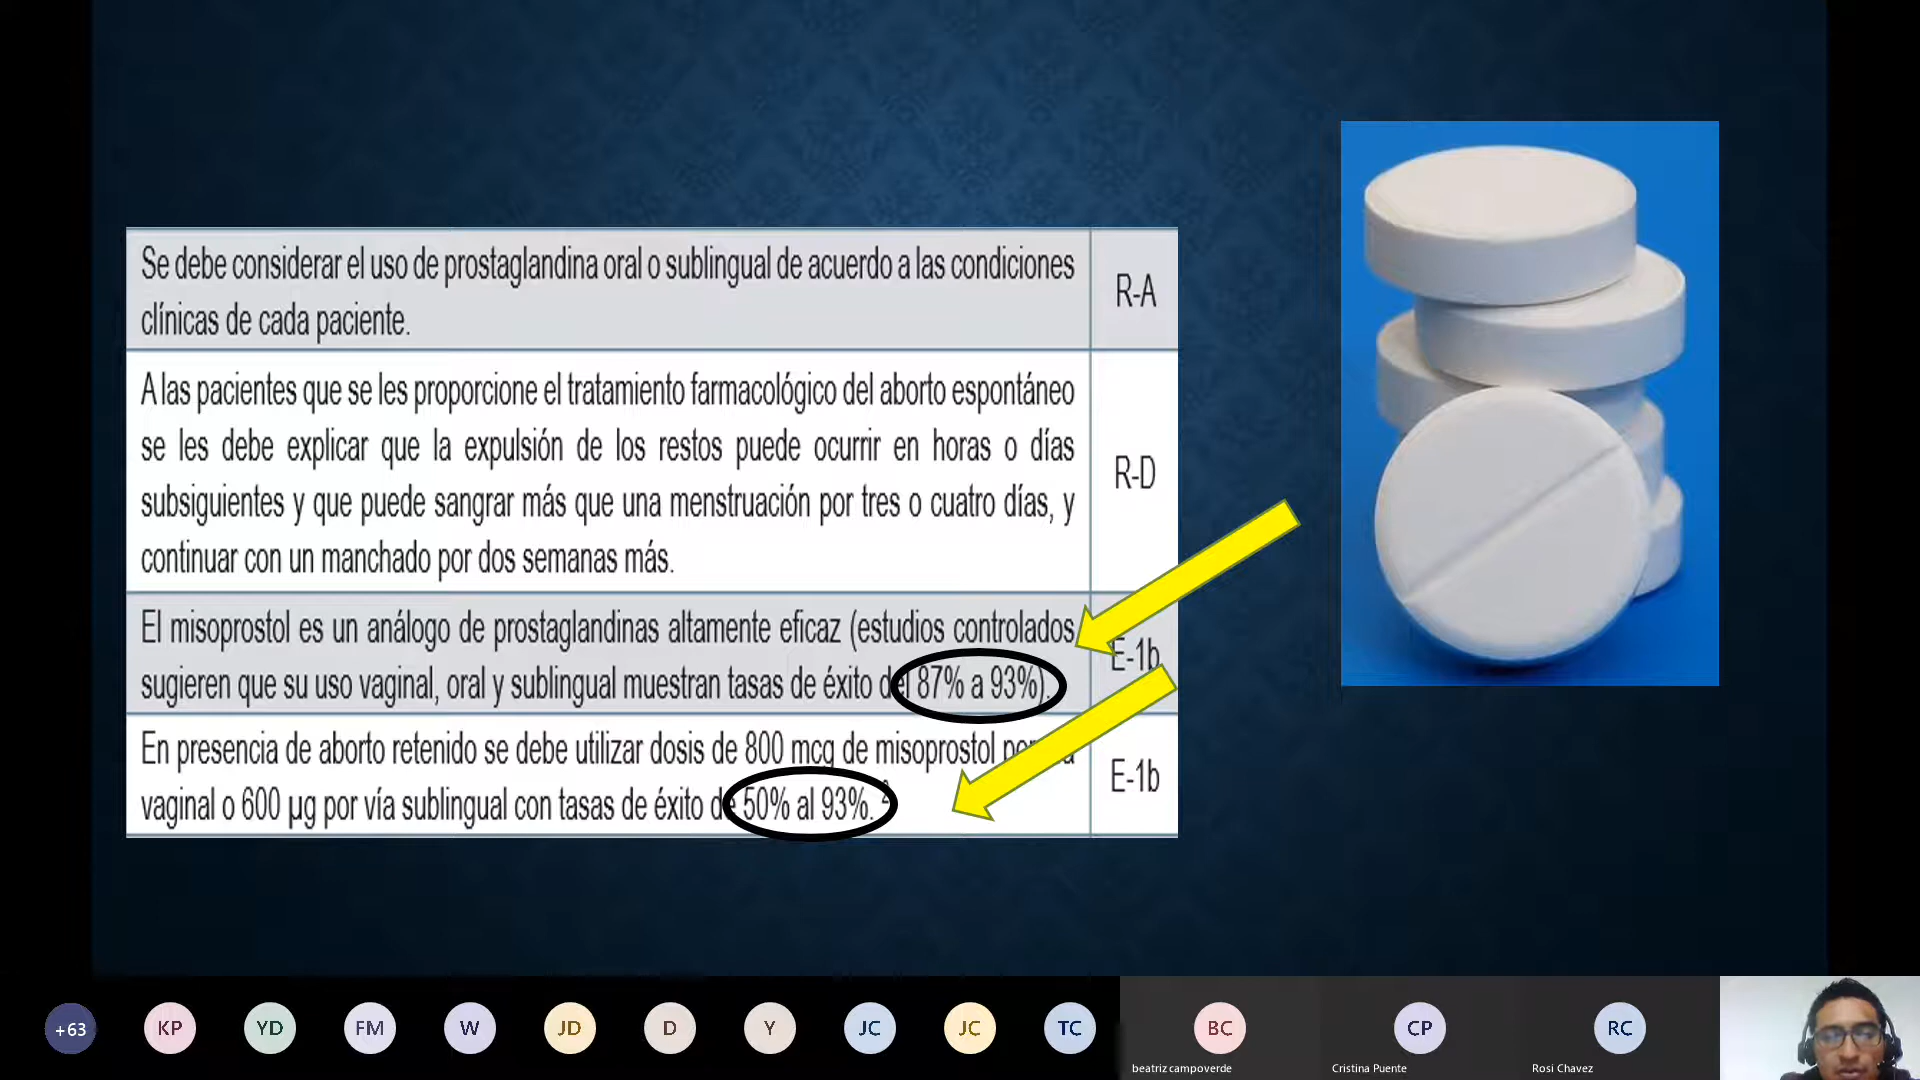 Se debe considerar el uso de prostaglandina oral o sublingual de acuerdo a las condiciones
clínicas de cada paciente.
R-A
A las pacientes que se les proporcione el tratamiento farmacológico del aborto espontáneo
se les debe explicar que la expulsión de los restos puede ocurrir en horas o días
subsiguientes y que puede sangrar más que una menstruación por tres o cuatro días, y
continuar con un manchado por dos semanas más.
R-D
El misoprostol es un análogo de prostaglandinas altamente eficaz (estudios controlados
sugieren que su uso vaginal, oral y sublingual muestran tasas de éxito del 87% a 93%).
E-1b
En presencia de aborto retenido se debe utilizar dosis de 800 mcg de misoprostol
vaginal o 600 µg por vía sublingual con tasas de éxito de 50% al 93%.
E-1b
+63
KP
YD
FM
W
JD
D
Y
JC
JC
TC
BC
CP
RC
beatriz campoverde
Cristina Puente
Rosi Chavez